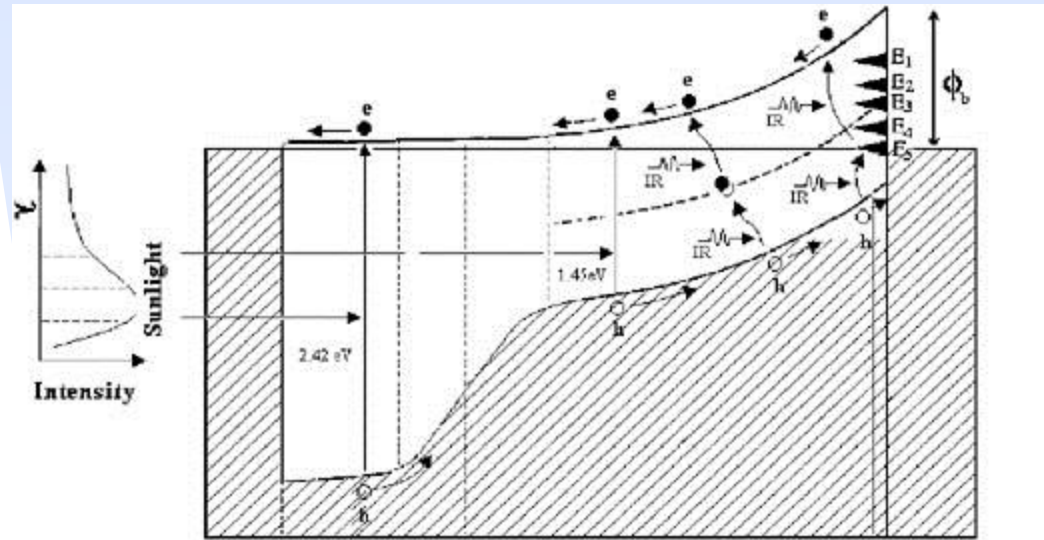 e
e
e
e
E₁
E₂
E₃
E₄
E₅
ϕb
IR
IR
IR
IR
h
h
h
h
1.45eV
2.42 eV
Sunlight
Intensity